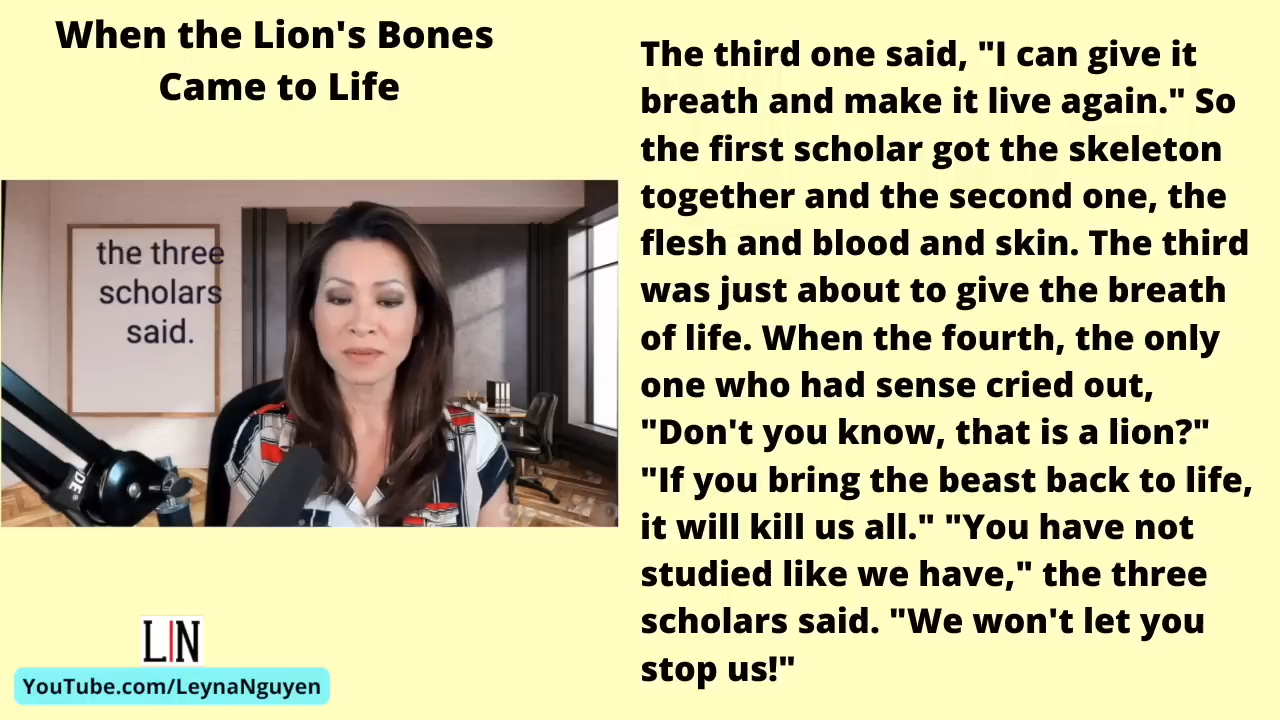 When the Lion's Bones
Came to Life
the three
scholars
said.
DE®
LIN
YouTube.com/LeynaNguyen
The third one said, "I can give it
breath and make it live again." So
the first scholar got the skeleton
together and the second one, the
flesh and blood and skin. The third
was just about to give the breath
of life. When the fourth, the only
one who had sense cried out,
"Don't you know, that is a lion?"
"If you bring the beast back to life,
it will kill us all." "You have not
studied like we have," the three
scholars said. "We won't let you
stop us!"